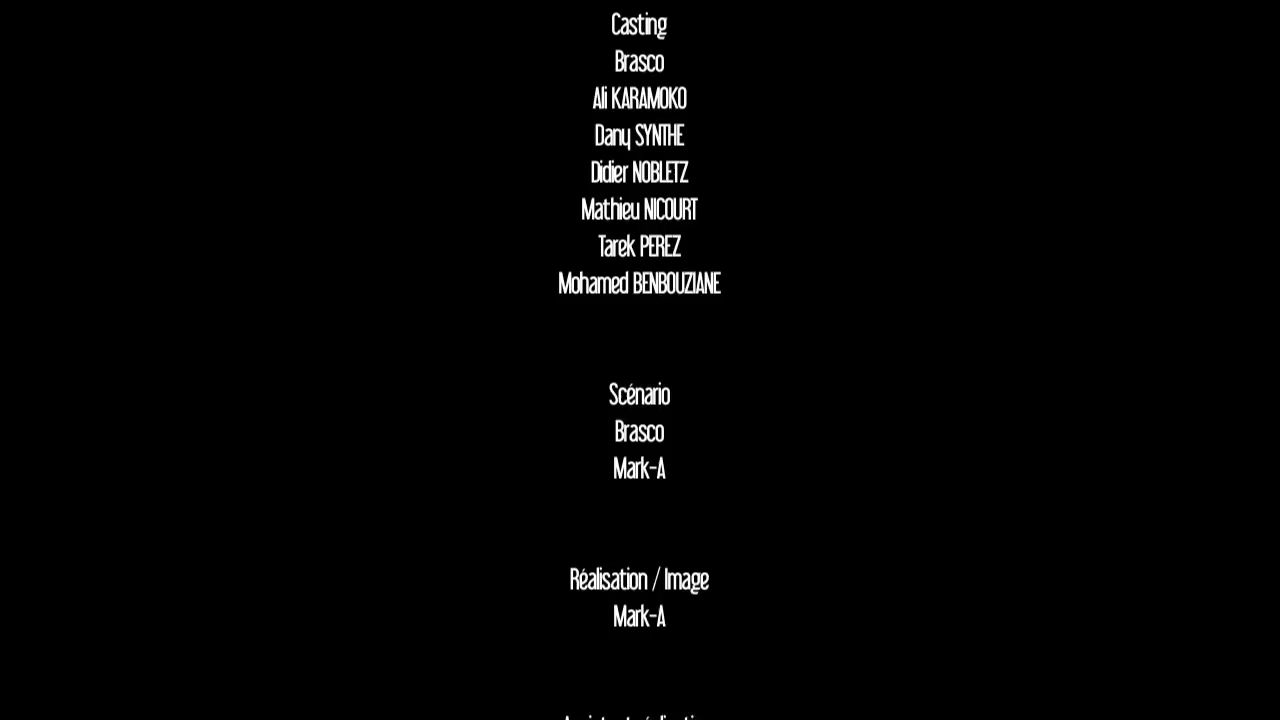 Casting
Brasco
Ali KARAMOKO
Dany SYNTHE
Didier NOBLETZ
Mathieu NICOURT
Tarek PEREZ
Mohamed BENBOUZIANE
Scénario
Brasco
Mark-A
Réalisation / Image
Mark-A